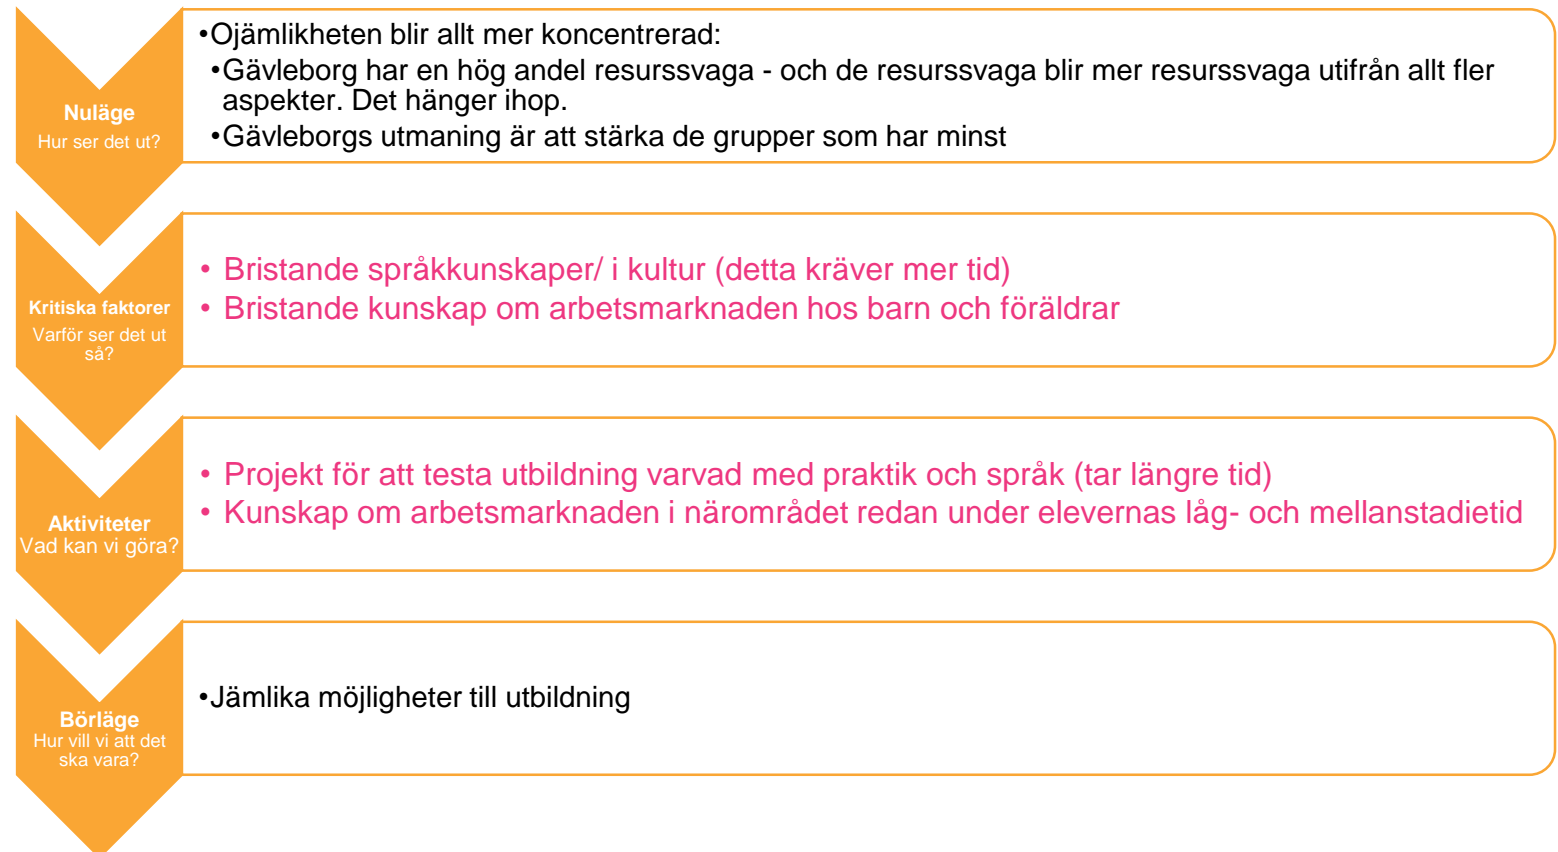 Nuläge
Hur ser det ut?
•Ojämlikheten blir allt mer koncentrerad:
•Gävleborg har en hög andel resurssvaga - och de resurssvaga blir mer resurssvaga utifrån allt fler
aspekter. Det hänger ihop.
•Gävleborgs utmaning är att stärka de grupper som har minst
Kritiska faktorer
Varför ser det ut
så?
• Bristande språkkunskaper/ i kultur (detta kräver mer tid)
• Bristande kunskap om arbetsmarknaden hos barn och föräldrar
Aktiviteter
Vad kan vi göra?
• Projekt för att testa utbildning varvad med praktik och språk (tar längre tid)
• Kunskap om arbetsmarknaden i närområdet redan under elevernas låg- och mellanstadietid
Börläge
Hur vill vi att det
ska vara?
•Jämlika möjligheter till utbildning